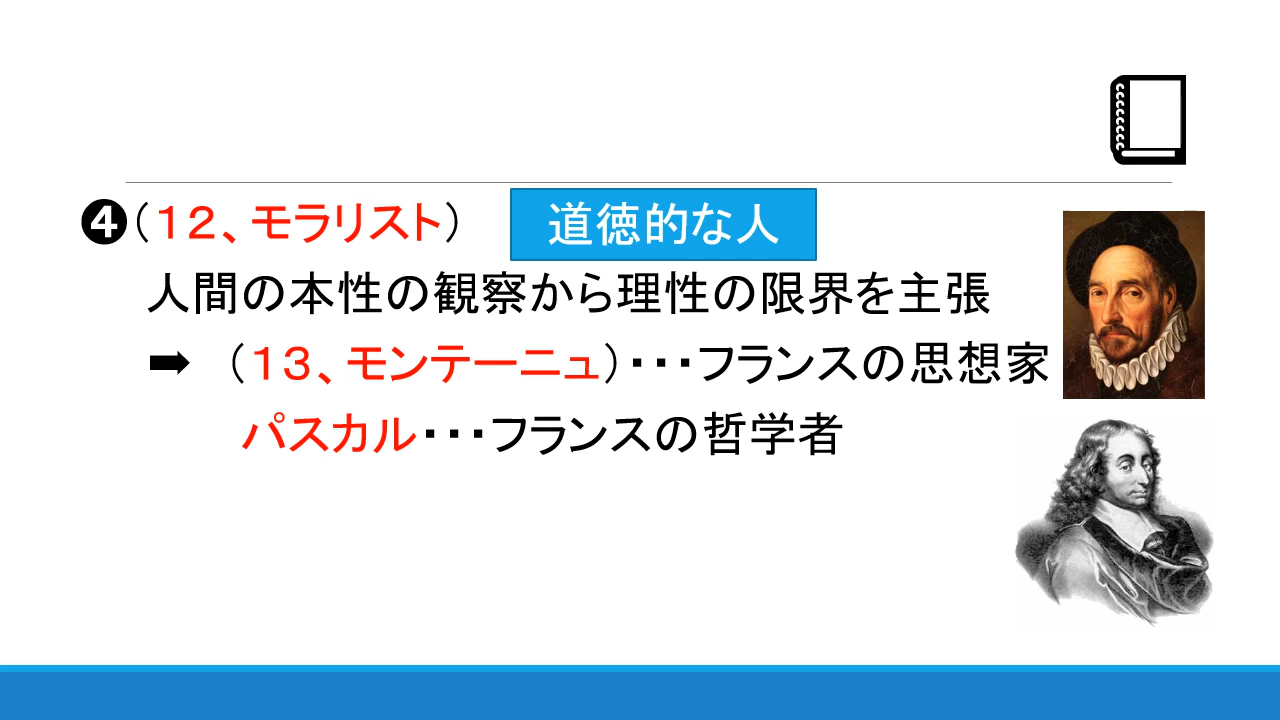 ❹（１２、モラリスト） 道徳的な人
人間の本性の観察から理性の限界を主張
➡ （１３、モンテーニュ）・・・フランスの思想家
パスカル・・・フランスの哲学者